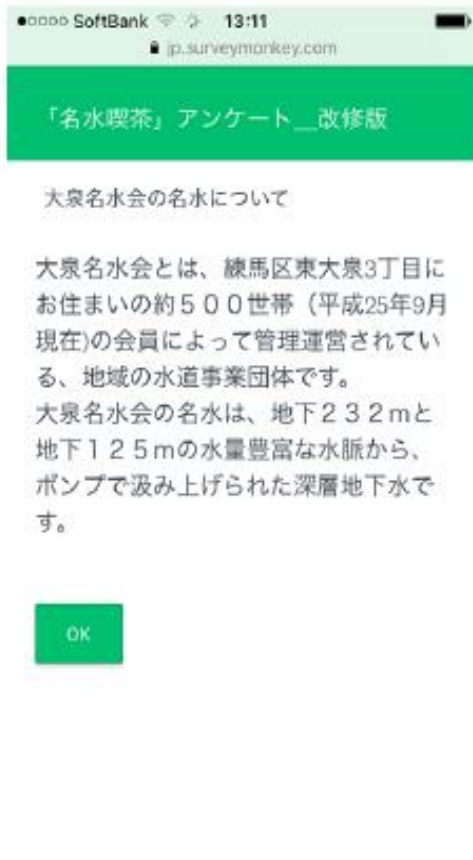 ●○○○○ SoftBank 13:11
jp.surveymonkey.com
「名水喫茶」アンケート__改修版
大泉名水会の名水について
大泉名水会とは、練馬区東大泉3丁目に
お住まいの約５００世帯（平成25年9月
現在)の会員によって管理運営されてい
る、地域の水道事業団体です。
大泉名水会の名水は、地下２３２ｍと
地下１２５ｍの水量豊富な水脈から、
ポンプで汲み上げられた深層地下水で
す。
OK